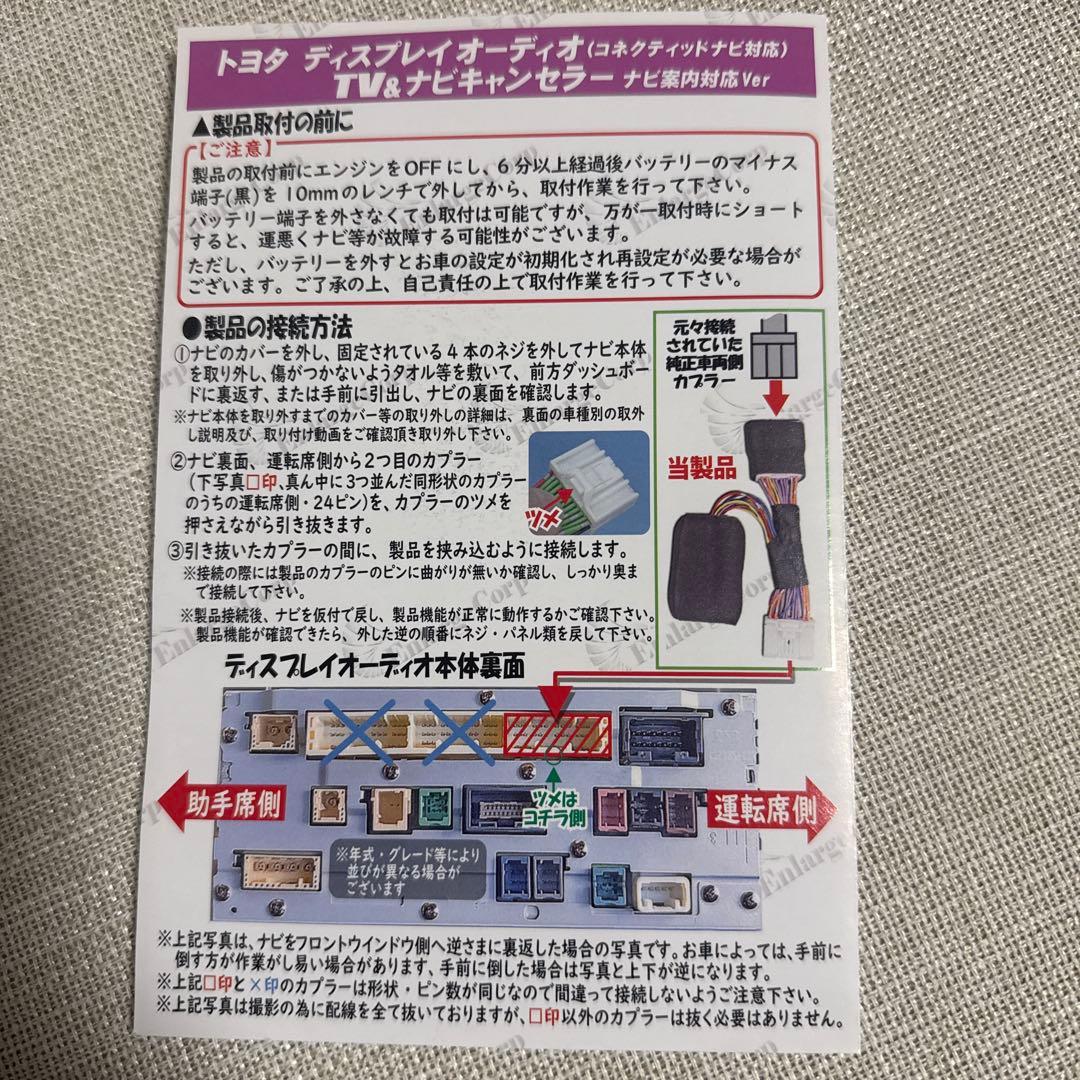 トヨタ ディスプレイオーディオ(コネクティッドナビ対応)
TV&ナビキャンセラー ナビ案内対応Ver
▲製品取付の前に
【ご注意】
製品の取付前にエンジンをOFFにし、6分以上経過後バッテリーのマイナス
端子(黒)を10mmのレンチで外してから、取付作業を行って下さい。
バッテリー端子を外さなくても取付は可能ですが、万が一取付時にショート
すると、運悪くナビ等が故障する可能性がございます。
ただし、バッテリーを外すとお車の設定が初期化され再設定が必要な場合が
ございます。ご了承の上、自己責任の上で取付作業を行って下さい。
●製品の接続方法
①ナビのカバーを外し、固定されている4本のネジを外してナビ本体
を取り外し、傷がつかないようタオル等を敷いて、前方ダッシュボー
ドに裏返す、または手前に引出し、ナビの裏面を確認します。
※ナビ本体を取り外すまでのカバー等の取り外しの詳細は、裏面の車種別の取外
し説明及び、取り付け動画をご確認頂き取り外し下さい。
②ナビ裏面、運転席側から2つ目のカプラー
(下写真□印、真ん中に3つ並んだ同形状のカプラー
のうちの運転席側・24ピン)を、カプラーのツメを
押さえながら引き抜きます。
ツメ
③引き抜いたカプラーの間に、製品を挟み込むように接続します。
※接続の際には製品のカプラーのピンに曲がりが無いか確認し、しっかり奥ま
で接続して下さい。
※製品接続後、ナビを仮付で戻し、製品機能が正常に動作するかご確認下さい。
製品機能が確認できたら、外した逆の順番にネジ・パネル類を戻して下さい。
元々接続
されていた
純正車両側
カプラー
当製品
ディスプレイオーディオ本体裏面
助手席側
ツメは
コチラ側
運転席側
※年式・グレード等により
並びが異なる場合が
ございます
※上記写真は、ナビをフロントウインドウ側へ逆さまに裏返した場合の写真です。お車によっては、手前に
倒す方が作業がし易い場合があります、手前に倒した場合は写真と上下が逆になります。
※上記□印と×印のカプラーは形状・ピン数が同じなので間違って接続しないようご注意下さい。
※上記写真は撮影の為に配線を全て抜いておりますが、□印以外のカプラーは抜く必要はありません。